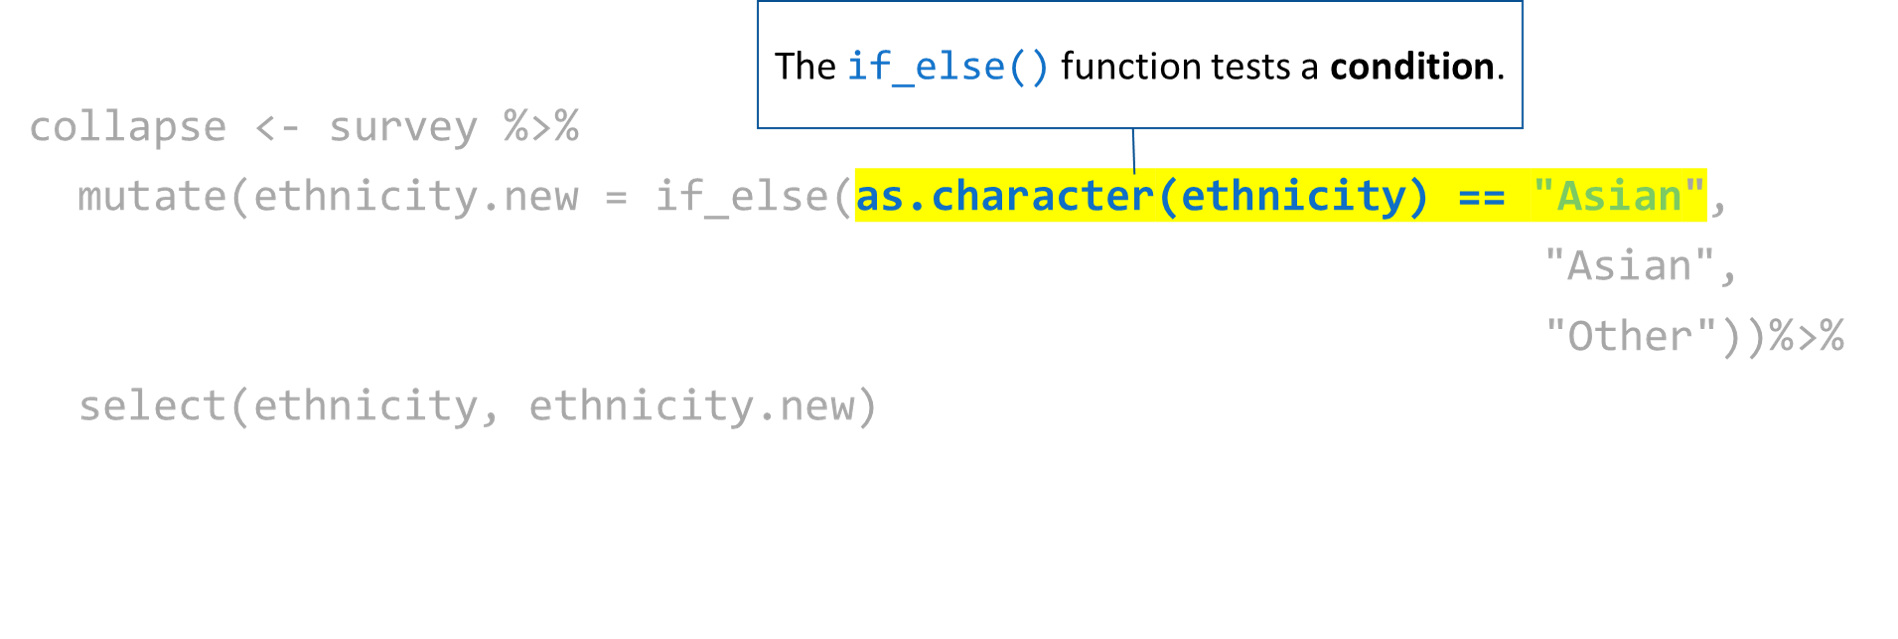 The if_else() function tests a condition.
collapse <- survey %>%
mutate(ethnicity.new = if_else(as.character(ethnicity) == "Asian",
"Asian",
"Other"))%>%
select(ethnicity, ethnicity.new)